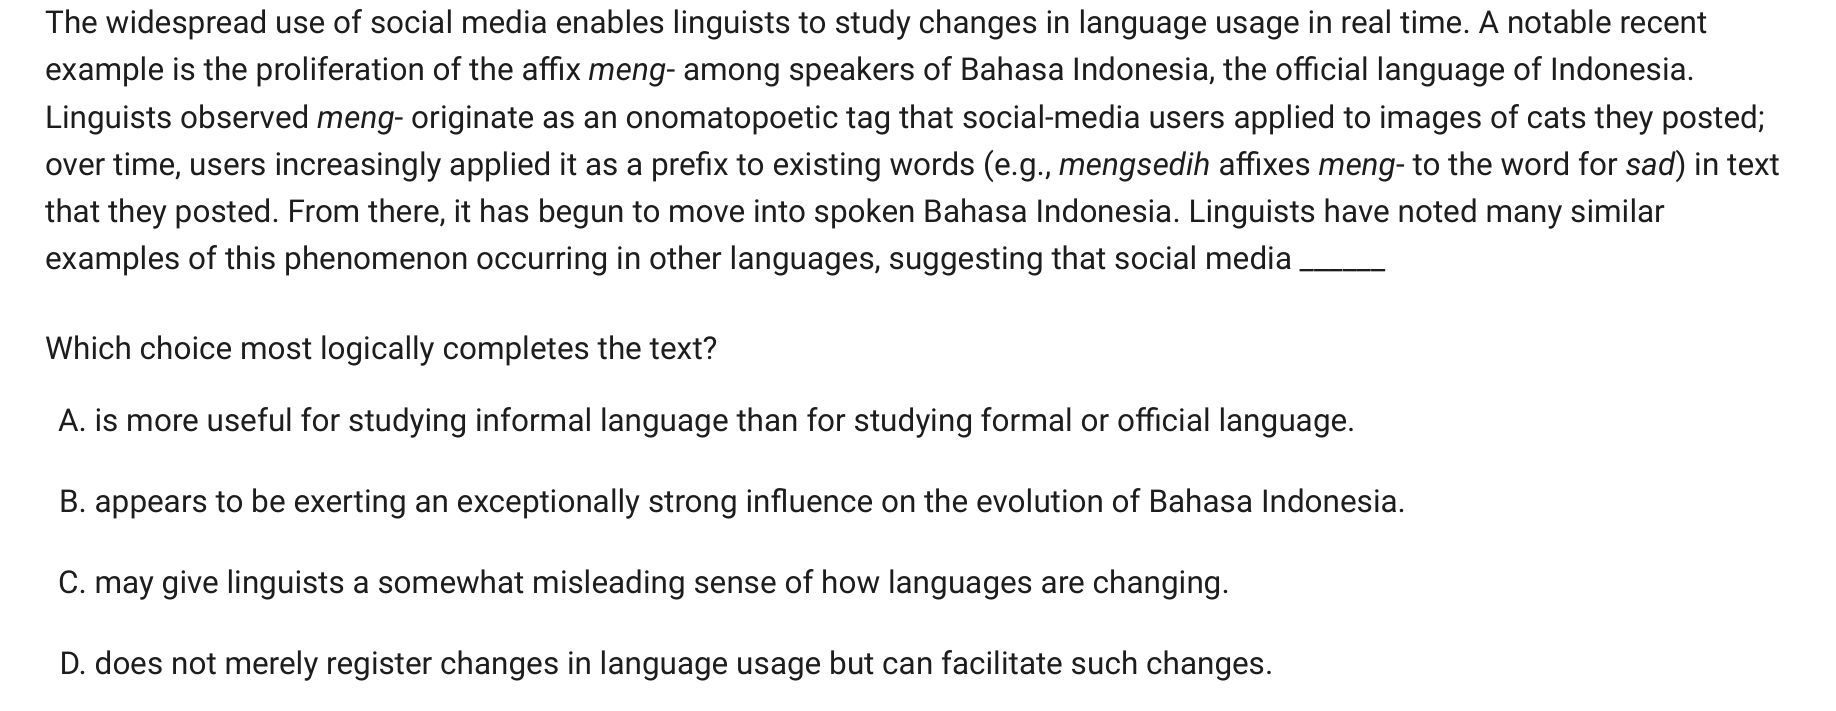 The widespread use of social media enables linguists to study changes in language usage in real time. A notable recent
example is the proliferation of the affix meng- among speakers of Bahasa Indonesia, the official language of Indonesia.
Linguists observed meng- originate as an onomatopoetic tag that social-media users applied to images of cats they posted;
over time, users increasingly applied it as a prefix to existing words (e.g., mengsedih affixes meng- to the word for sad) in text
that they posted. From there, it has begun to move into spoken Bahasa Indonesia. Linguists have noted many similar
examples of this phenomenon occurring in other languages, suggesting that social media ______
Which choice most logically completes the text?
A. is more useful for studying informal language than for studying formal or official language.
B. appears to be exerting an exceptionally strong influence on the evolution of Bahasa Indonesia.
C. may give linguists a somewhat misleading sense of how languages are changing.
D. does not merely register changes in language usage but can facilitate such changes.